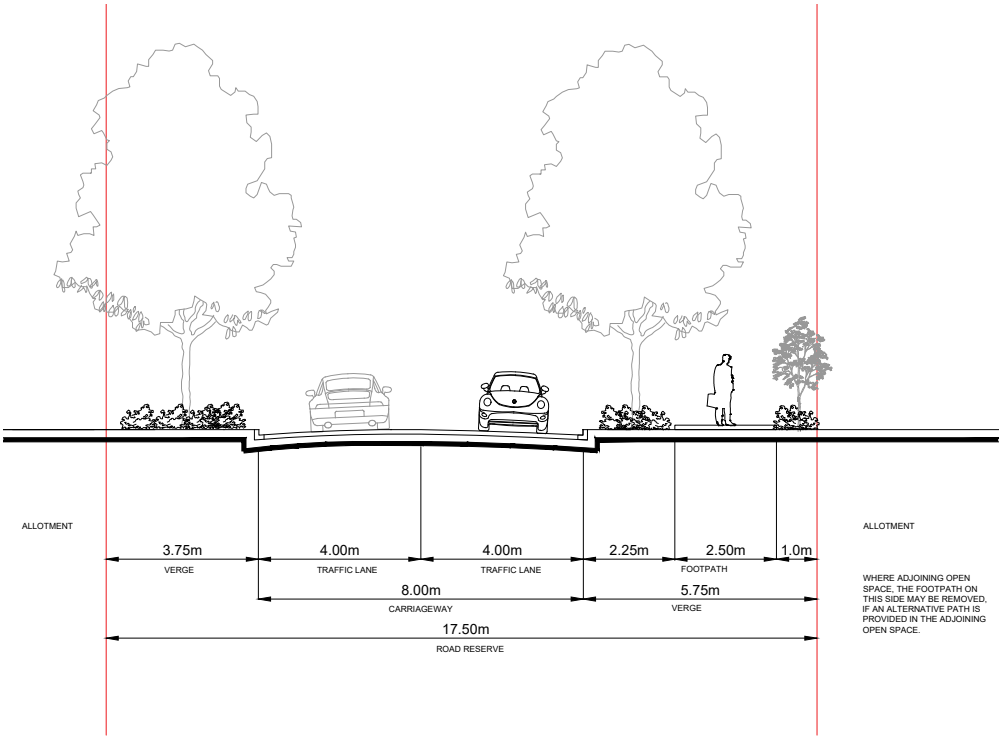 ALLOTMENT
ALLOTMENT
3.75m
4.00m
4.00m
2.25m
2.50m
1.0m
VERGE
TRAFFIC LANE
TRAFFIC LANE
FOOTPATH
8.00m
5.75m
CARRIAGEWAY
VERGE
17.50m
ROAD RESERVE
WHERE ADJOINING OPEN
SPACE, THE FOOTPATH ON
THIS SIDE MAY BE REMOVED,
IF AN ALTERNATIVE PATH IS
PROVIDED IN THE ADJOINING
OPEN SPACE.